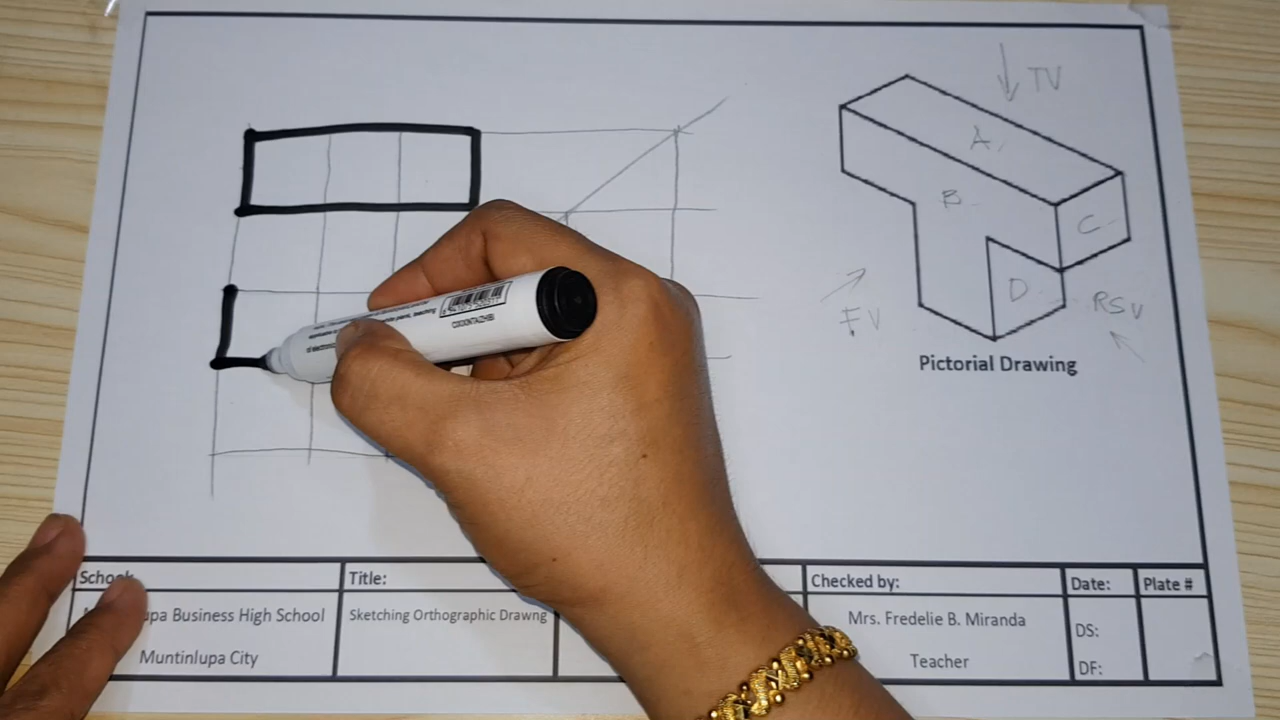 TV
A
B
C
D
FV
RSV
Pictorial Drawing
School:
Title:
Checked by:
Date:
Plate #
Business High School
Sketching Orthographic Drawng
Mrs. Fredelie B. Miranda
DS:
Muntinlupa City
Teacher
DF: